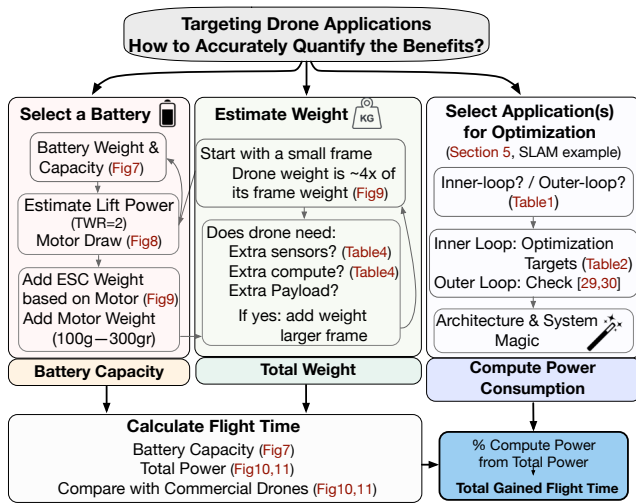 Targeting Drone Applications
How to Accurately Quantify the Benefits?
Select a Battery
Battery Weight &
Capacity (Fig7)
Estimate Lift Power
(TWR=2)
Motor Draw (Fig8)
Add ESC Weight
based on Motor (Fig9)
Add Motor Weight
(100g—300gr)
Battery Capacity
Estimate Weight
KG
Start with a small frame
Drone weight is ~4x of
its frame weight (Fig9)
Does drone need:
Extra sensors? (Table4)
Extra compute? (Table4)
Extra Payload?
If yes: add weight
larger frame
Total Weight
Select Application(s)
for Optimization
(Section 5, SLAM example)
Inner-loop? / Outer-loop?
(Table1)
Inner Loop: Optimization
Targets (Table2)
Outer Loop: Check [29,30]
Architecture & System
Magic
Compute Power
Consumption
Calculate Flight Time
Battery Capacity (Fig7)
Total Power (Fig10,11)
Compare with Commercial Drones (Fig10,11)
% Compute Power
from Total Power
Total Gained Flight Time